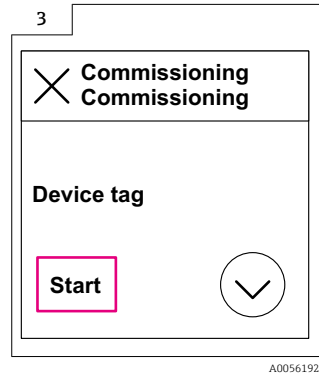 3
Commissioning
Commissioning
Device tag
Start
A0056192